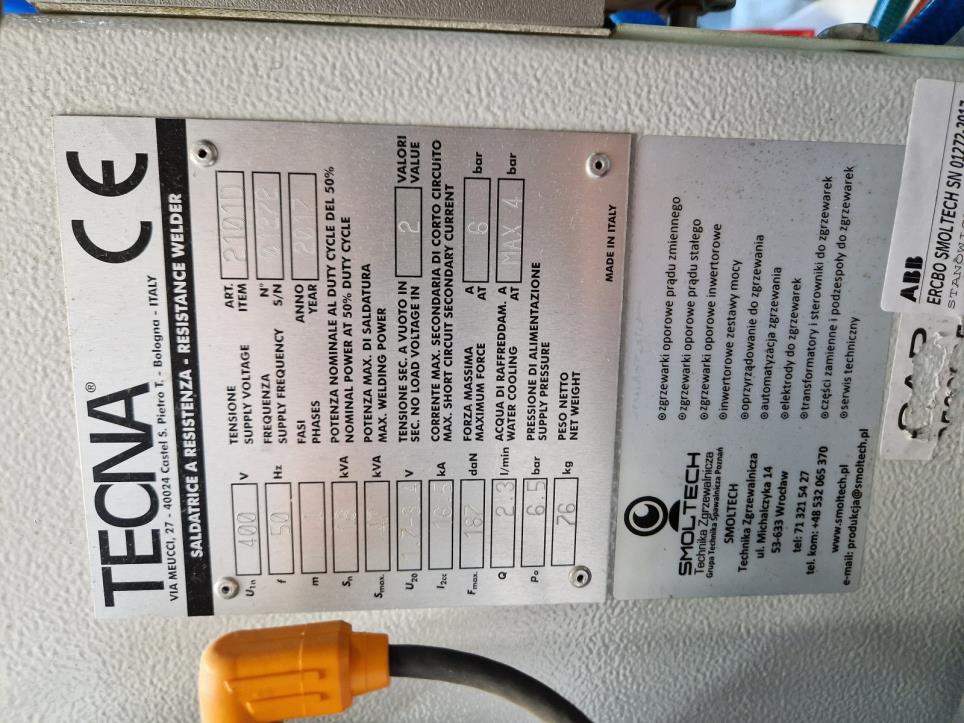 TECNA®
CE
VIA MEUCCI, 27 - 40024 Castel S. Pietro T. - Bologna - ITALY
SALDATRICE A RESISTENZA - RESISTANCE WELDER
U1n 400 V TENSIONE SUPPLY VOLTAGE
ART. ITEM 2101D
f 50 Hz FREQUENZA SUPPLY FREQUENCY
N° S/N
m FASI PHASES
ANNO YEAR 2012
Sn kVA POTENZA NOMINALE AL DUTY CYCLE DEL 50%
NOMINAL POWER AT 50% DUTY CYCLE
Smax. kVA POTENZA MAX. DI SALDATURA
MAX. WELDING POWER
U20 V TENSIONE SEC. A VUOTO IN 2 VALORI
SEC. NO LOAD VOLTAGE IN VALUE
I2cc kA CORRENTE MAX. SECONDARIA DI CORTO CIRCUITO
MAX. SHORT CIRCUIT SECONDARY CURRENT
Fmax. 187 daN FORZA MASSIMA A 6 bar
MAXIMUM FORCE AT
Q 2.3 l/min ACQUA DI RAFFREDDAM. A MAX 4 bar
WATER COOLING AT
6.5 bar PRESSIONE DI ALIMENTAZIONE
SUPPLY PRESSURE
76 kg PESO NETTO
NET WEIGHT
MADE IN ITALY
SMOLTECH
Technika Zgrzewalnicza
Grupa Technika Spawalnicza Poznań
SMOLTECH
Technika Zgrzewalnicza
ul. Michalczyka 14
53-633 Wrocław
tel: 71 321 54 27
tel. kom: +48 532 065 370
www.smoltech.pl
e-mail: produkcja@smoltech.pl
zgrzewarki oporowe prądu zmiennego
zgrzewarki oporowe prądu stałego
zgrzewarki oporowe inwertorowe
inwertorowe zestawy mocy
oprzyrządowanie do zgrzewania
automatyzacja zgrzewania
elektrody do zgrzewarek
transformatory i sterowniki do zgrzewarek
części zamienne i podzespoły do zgrzewarek
serwis techniczny
ABB
ERCBO SMOLTECH SN 01272-2017